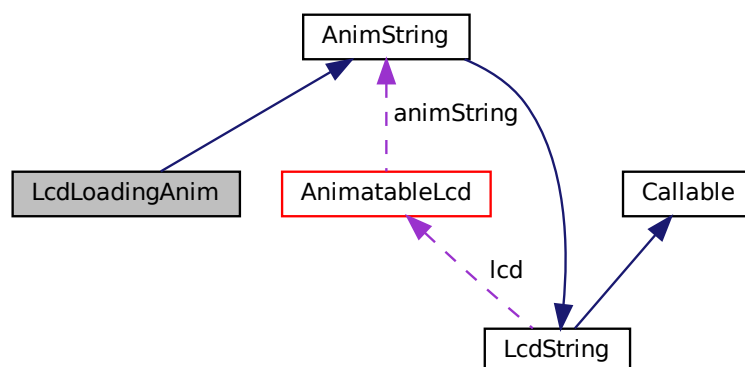 AnimString
animString
LcdLoadingAnim
AnimatableLcd
Callable
lcd
LcdString